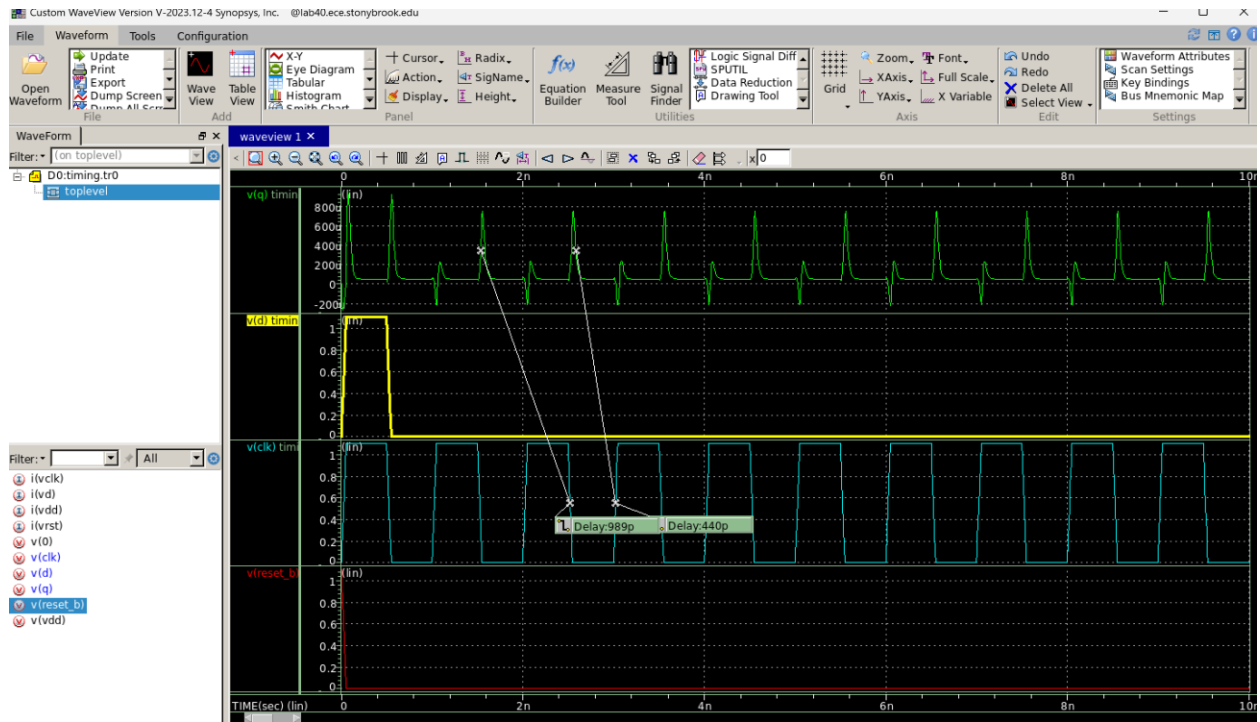 Custom WaveView Version V-2023.12-4 Synopsys, Inc. @lab40.ece.stonybrook.edu
File Waveform Tools Configuration
Open Waveform
Update
Print
Export
Dump Screen
File
Wave View
Table View
Add
X-Y
Eye Diagram
Tabular
Histogram
Smith Chart
Cursor
Action
Display
Radix
SigName
Height
Panel
f(x)
Equation Builder
Measure Tool
Signal Finder
Logic Signal Diff
SPUTIL
Data Reduction
Drawing Tool
Utilities
Grid
Zoom
XAxis
YAxis
Font
Full Scale
X Variable
Axis
Undo
Redo
Delete All
Select View
Edit
Waveform Attributes
Scan Settings
Key Bindings
Bus Mnemonic Map
Settings
WaveForm
waveview 1
Filter: (on toplevel)
x 0
D0:timing.tr0
toplevel
0 2n 4n 6n 8n 10n
v(q) timin
(lin)
800u
600u
400u
200u
0
-200u
v(d) timin
(lin)
1
0.8
0.6
0.4
0.2
0
v(clk) timi
(lin)
1
0.8
0.6
0.4
0.2
0
Delay:989p
Delay:440p
v(reset_b)
(lin)
1
0.8
0.6
0.4
0.2
0
TIME(sec) (lin) 0 2n 4n 6n 8n 10n
Filter: All
i(vclk)
i(vd)
i(vdd)
i(vrst)
v(0)
v(clk)
v(d)
v(q)
v(reset_b)
v(vdd)